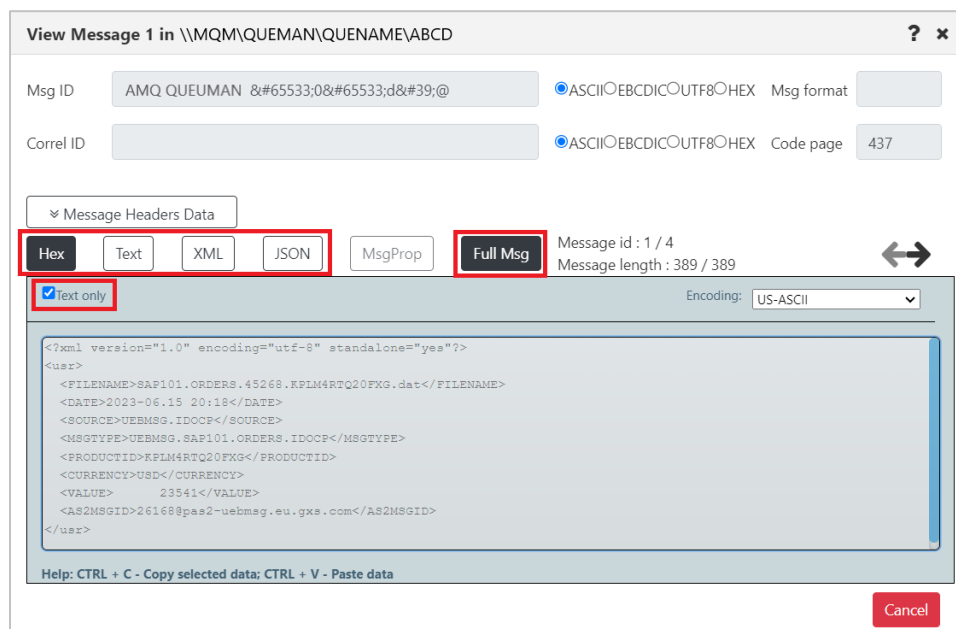 View Message 1 in \\MQM\QUEMAN\QUENAME\ABCD ? ×
Msg ID AMQ QUEUMAN &#65533;0&#65533;d&#39;@ ASCII EBCDIC UTF8 HEX Msg format
Correl ID ASCII EBCDIC UTF8 HEX Code page 437
Message Headers Data
Hex Text XML JSON MsgProp Full Msg Message id : 1 / 4
Message length : 389 / 389
Text only Encoding: US-ASCII
<?xml version="1.0" encoding="utf-8" standalone="yes"?>
<usr>
<FILENAME>SAP101.ORDERS.45268.KPLM4RTQ20FXG.dat</FILENAME>
<DATE>2023-06.15 20:18</DATE>
<SOURCE>UEBMSG.IDOCP</SOURCE>
<MSGTYPE>UEBMSG.SAP101.ORDERS.IDOCP</MSGTYPE>
<PRODUCTID>KPLM4RTQ20FXG</PRODUCTID>
<CURRENCY>USD</CURRENCY>
<VALUE>      23541</VALUE>
<AS2MSGID>26168@pas2-uebmsg.eu.gxs.com</AS2MSGID>
</usr>
Help: CTRL + C - Copy selected data; CTRL + V - Paste data
Cancel